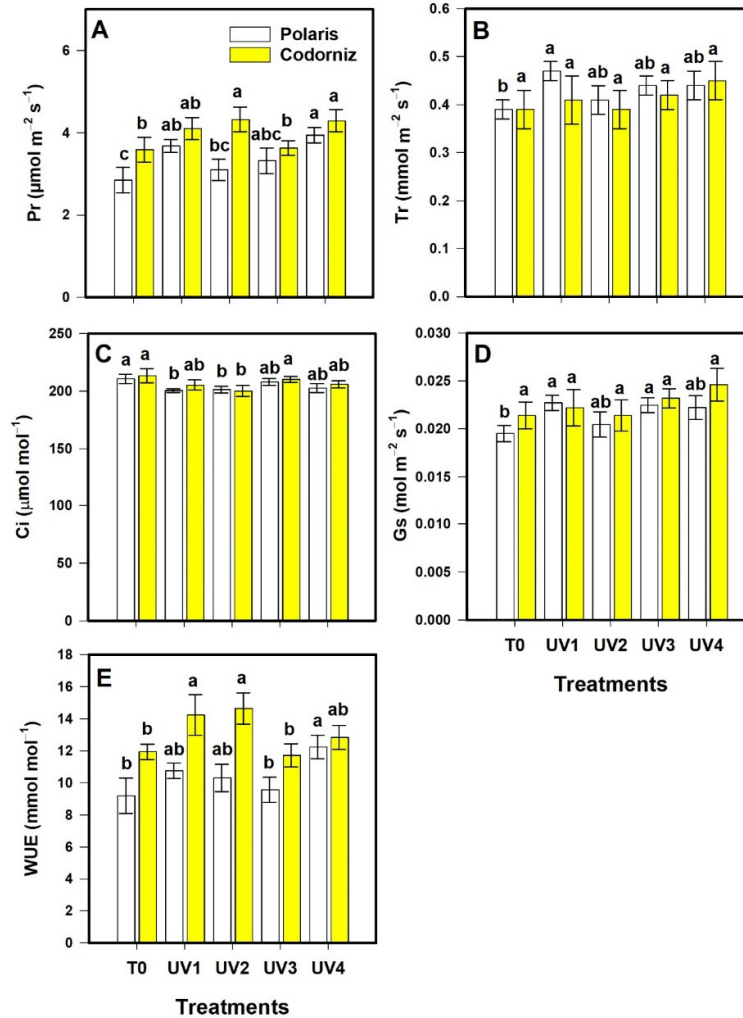 A
Polaris
Codorniz
Pr (µmol m⁻² s⁻¹)
6
4
2
0
c b ab ab bc a abc b a a
B
Tr (mmol m⁻² s⁻¹)
0.6
0.5
0.4
0.3
0.2
0.1
0.0
b a a a ab a ab a ab a
C
Ci (µmol mol⁻¹)
250
200
150
100
50
0
a a b ab b b ab a ab ab
D
Gs (mol m⁻² s⁻¹)
0.030
0.025
0.020
0.015
0.010
0.005
0.000
b a a a ab a a a ab a
T0 UV1 UV2 UV3 UV4
Treatments
E
WUE (mmol mol⁻¹)
18
16
14
12
10
8
6
4
2
0
b b ab a ab a b b a ab
T0 UV1 UV2 UV3 UV4
Treatments